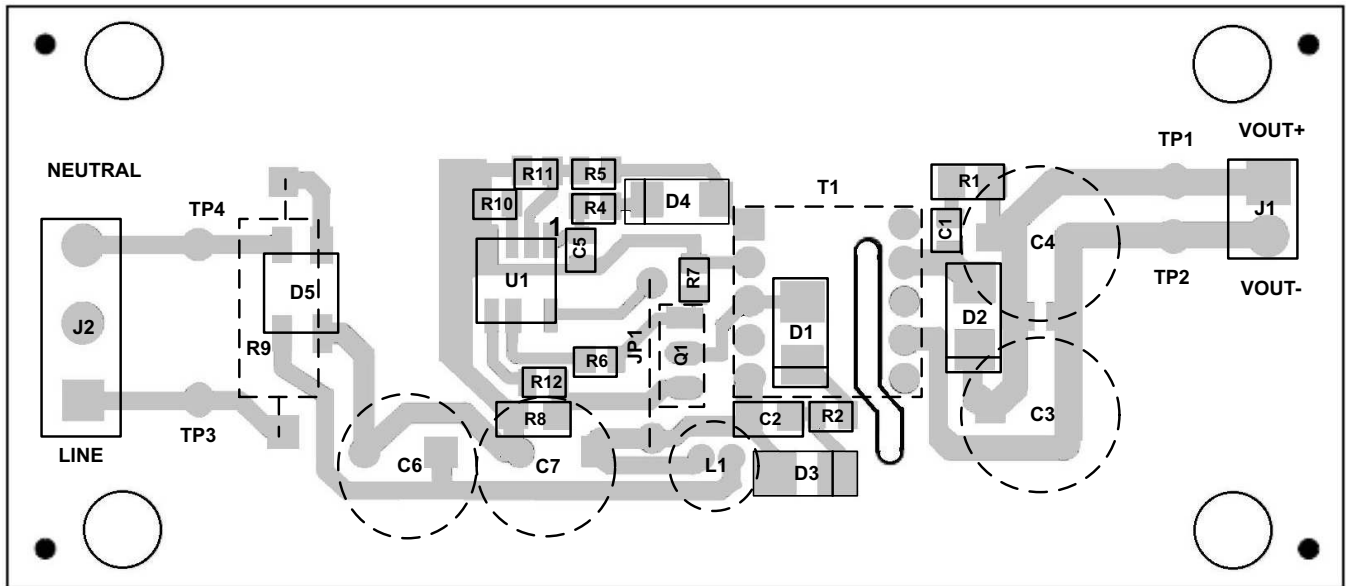 TP1
VOUT+
NEUTRAL
R11
R5
R1
T1
TP4
R10
R4
D4
J1
1
C5
C1
C4
TP2
U1
R7
D5
VOUT-
J2
D1
D2
R9
JP1
Q1
R6
R12
R8
C2
R2
C3
TP3
LINE
C6
C7
L1
D3